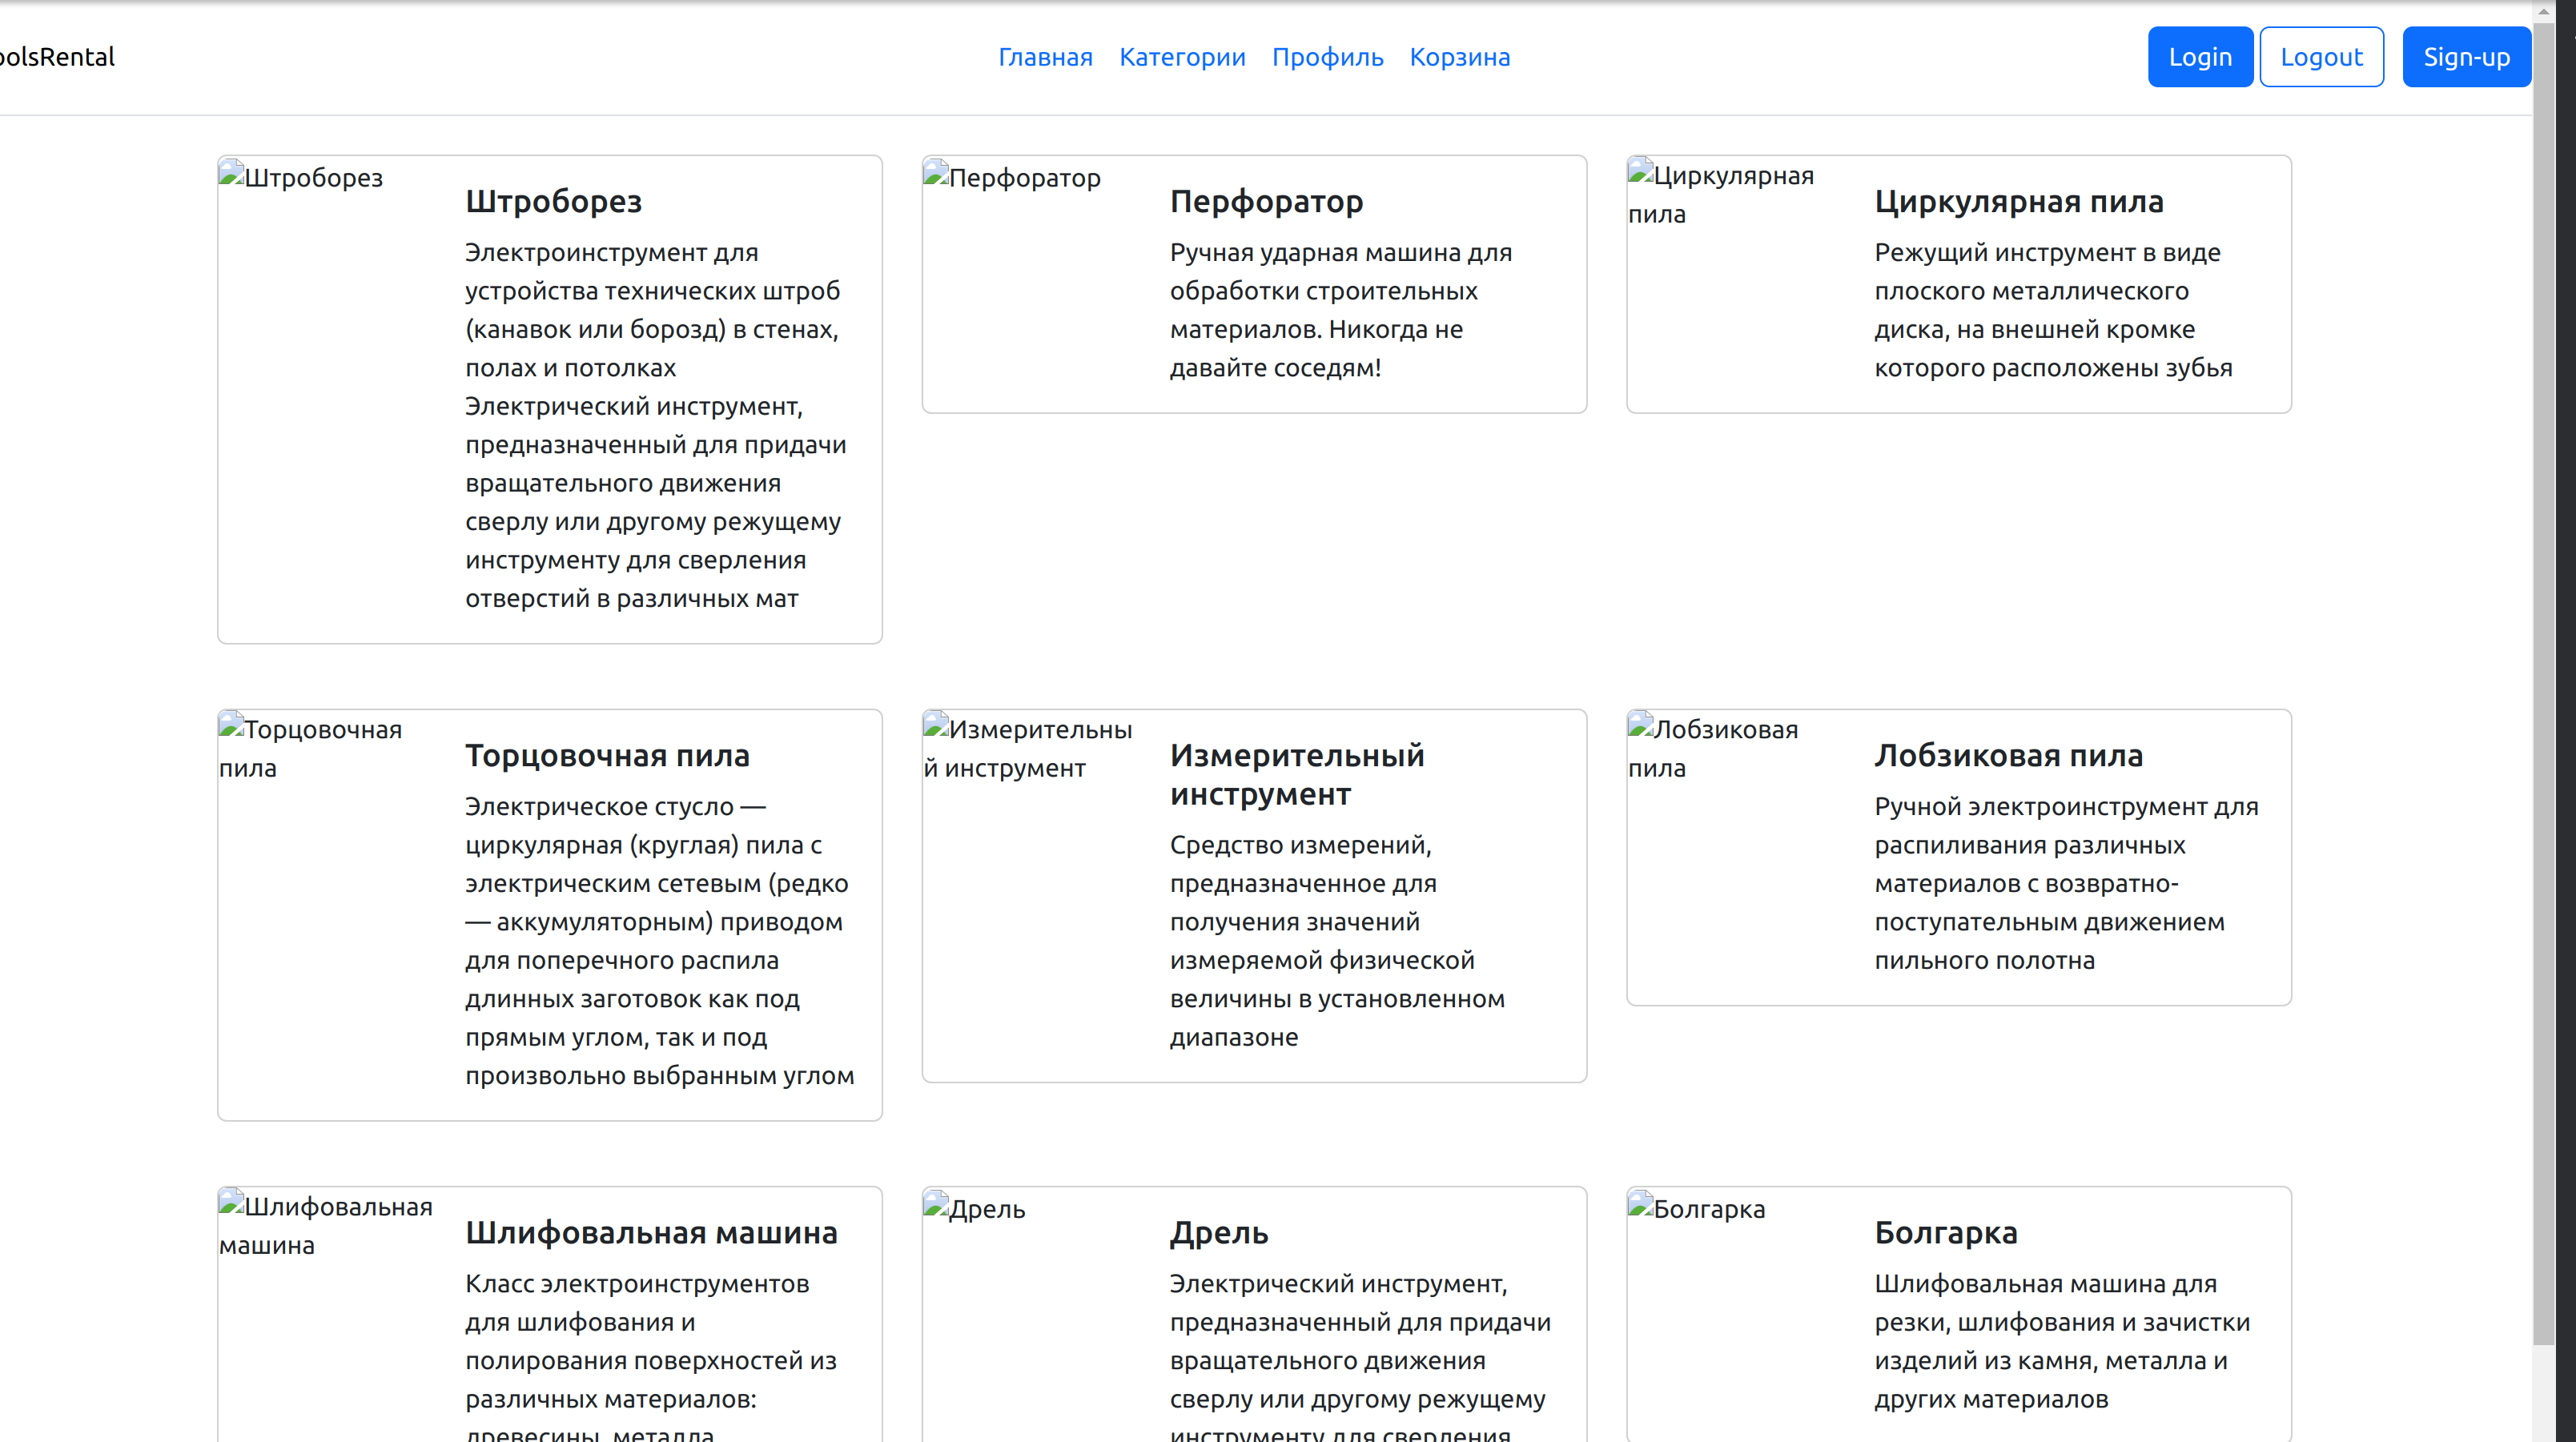 oolsRental
Главная Категории Профиль Корзина
Login Logout Sign-up
Штроборез
Штроборез
Электроинструмент для
устройства технических штроб
(канавок или борозд) в стенах,
полах и потолках
Электрический инструмент,
предназначенный для придачи
вращательного движения
сверлу или другому режущему
инструменту для сверления
отверстий в различных мат
Перфоратор
Перфоратор
Ручная ударная машина для
обработки строительных
материалов. Никогда не
давайте соседям!
Циркулярная
пила
Циркулярная пила
Режущий инструмент в виде
плоского металлического
диска, на внешней кромке
которого расположены зубья
Торцовочная
пила
Торцовочная пила
Электрическое стусло —
циркулярная (круглая) пила с
электрическим сетевым (редко
— аккумуляторным) приводом
для поперечного распила
длинных заготовок как под
прямым углом, так и под
произвольно выбранным углом
Измерительны
й инструмент
Измерительный
инструмент
Средство измерений,
предназначенное для
получения значений
измеряемой физической
величины в установленном
диапазоне
Лобзиковая
пила
Лобзиковая пила
Ручной электроинструмент для
распиливания различных
материалов с возвратно-
поступательным движением
пильного полотна
Шлифовальная
машина
Шлифовальная машина
Класс электроинструментов
для шлифования и
полирования поверхностей из
различных материалов:
древесины, металла
Дрель
Дрель
Электрический инструмент,
предназначенный для придачи
вращательного движения
сверлу или другому режущему
инструменту для сверления
Болгарка
Болгарка
Шлифовальная машина для
резки, шлифования и зачистки
изделий из камня, металла и
других материалов